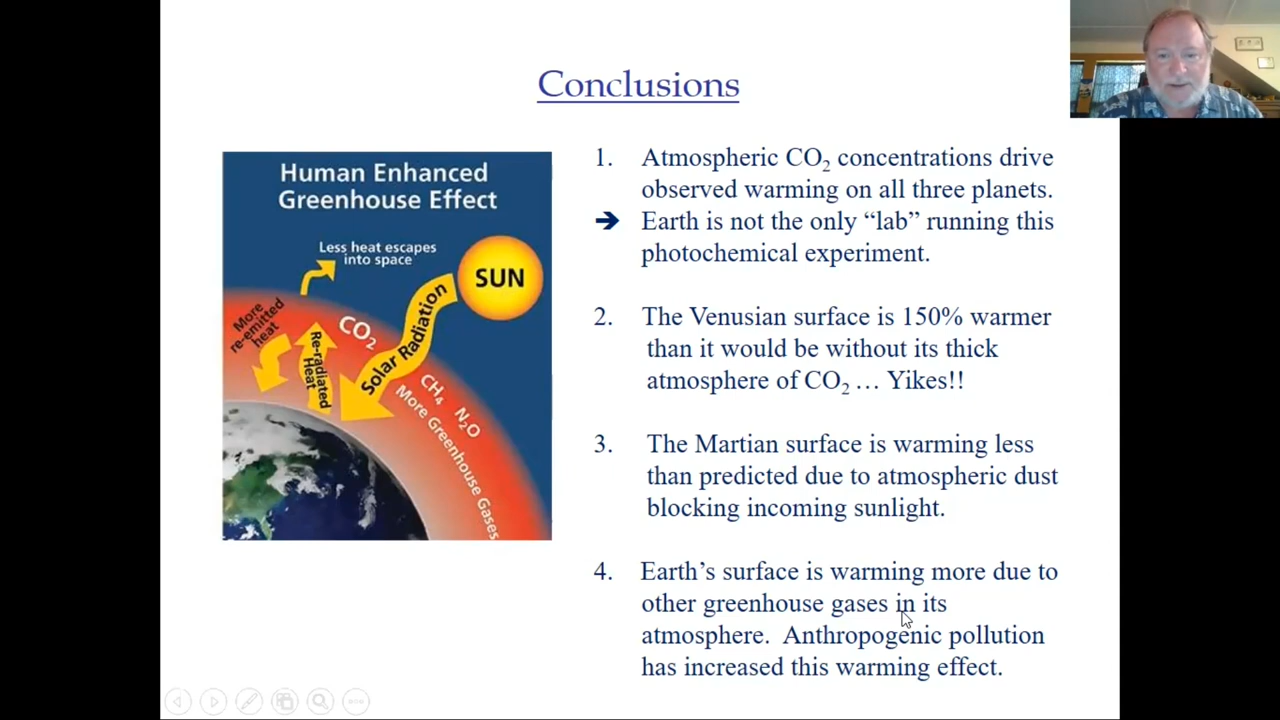 Conclusions
Human Enhanced
Greenhouse Effect
Less heat escapes
into space
SUN
More
re-emitted
heat
Re-radiated
Heat
CO₂
Solar Radiation
CH₄ N₂O
More Greenhouse Gases
1. Atmospheric CO₂ concentrations drive
observed warming on all three planets.
➔ Earth is not the only “lab” running this
photochemical experiment.
2. The Venusian surface is 150% warmer
than it would be without its thick
atmosphere of CO₂ … Yikes!!
3. The Martian surface is warming less
than predicted due to atmospheric dust
blocking incoming sunlight.
4. Earth’s surface is warming more due to
other greenhouse gases in its
atmosphere. Anthropogenic pollution
has increased this warming effect.